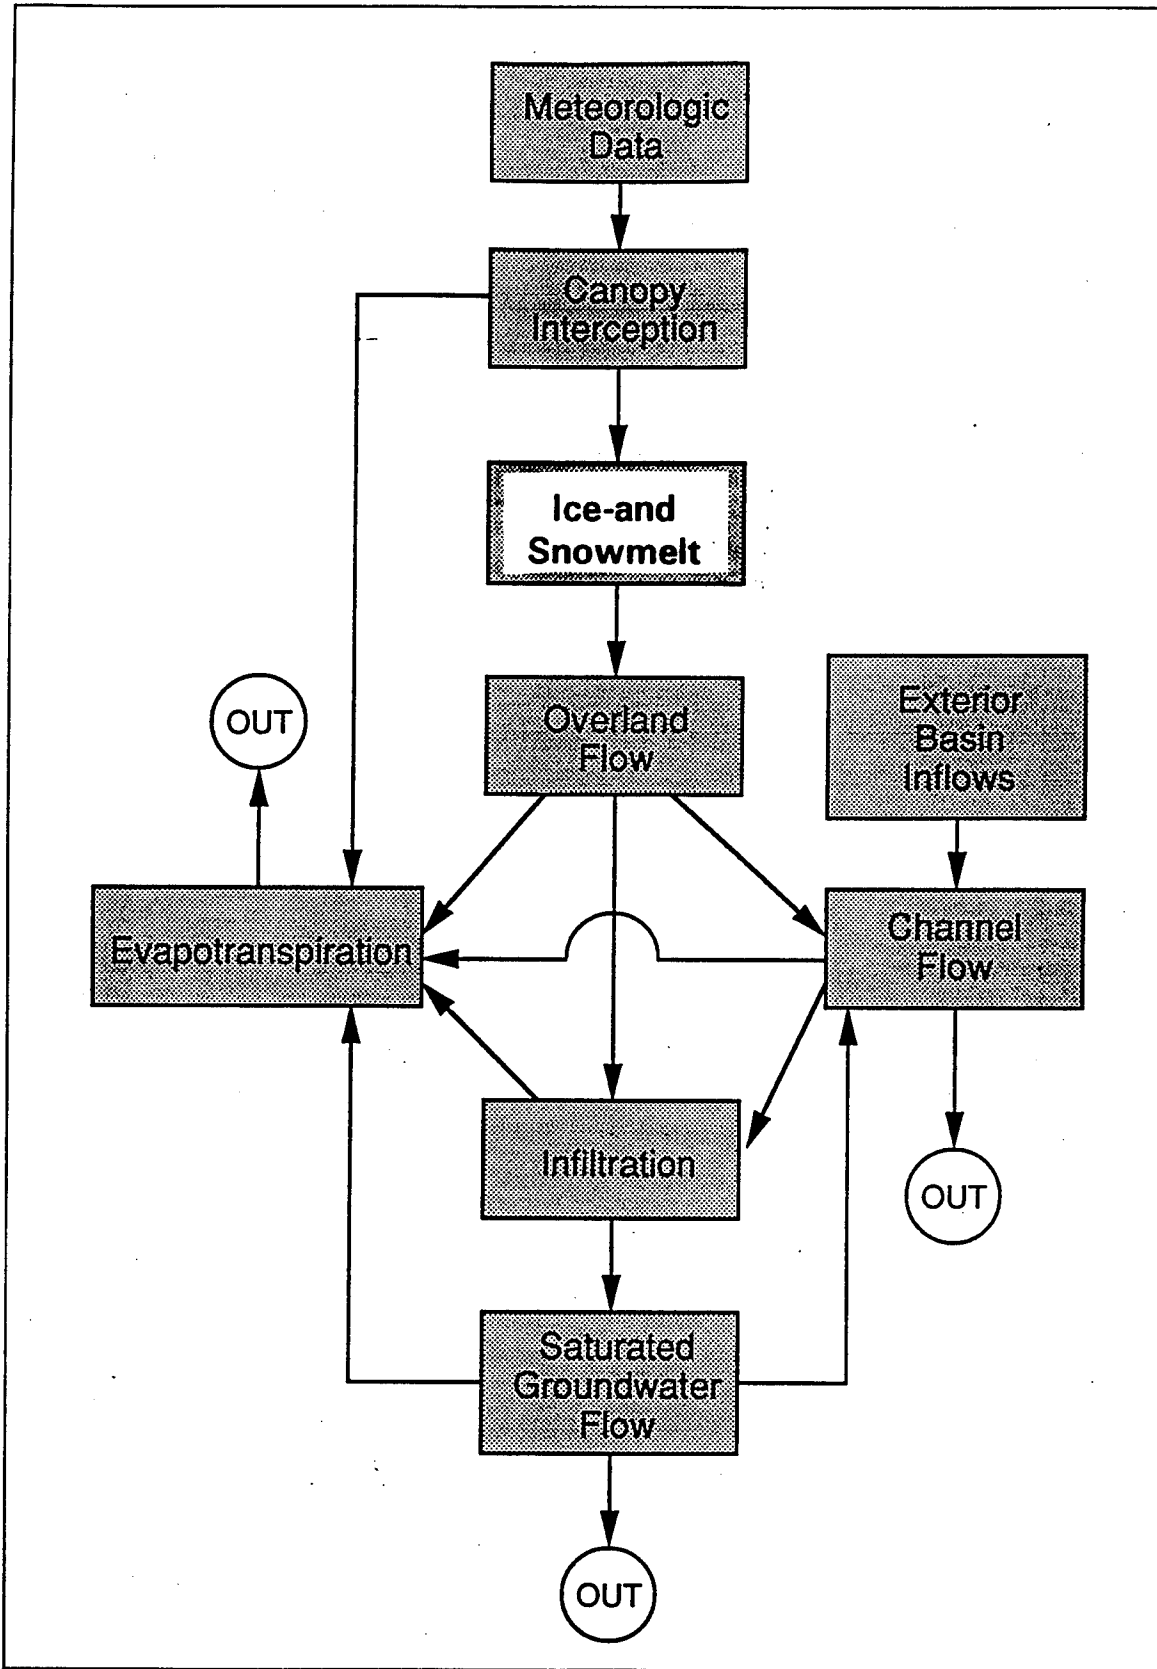 Meteorologic
Data
Canopy
Interception
Ice-and
Snowmelt
Overland
Flow
Exterior
Basin
Inflows
OUT
Evapotranspiration
Channel
Flow
Infiltration
OUT
Saturated
Groundwater
Flow
OUT